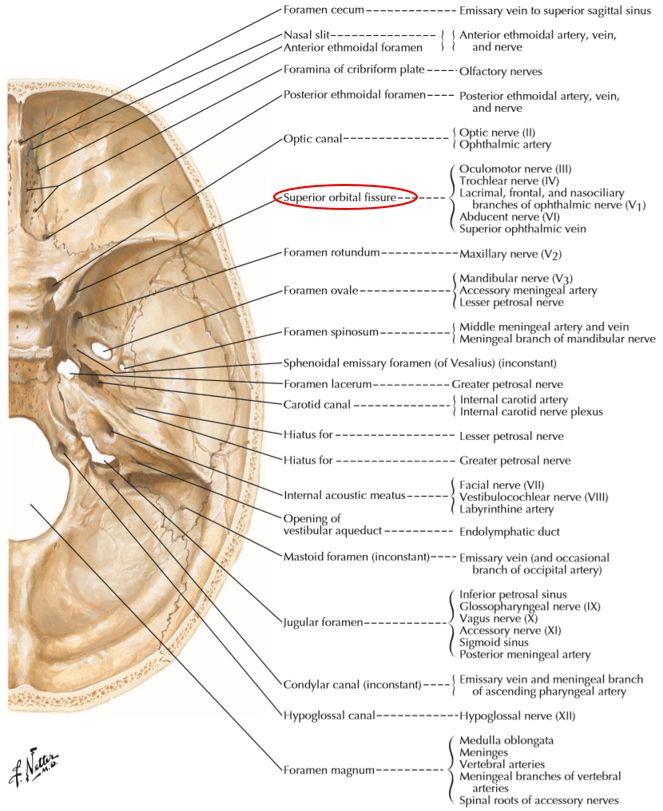 Foramen cecum Emissary vein to superior sagittal sinus
Nasal slit
Anterior ethmoidal foramen
Anterior ethmoidal artery, vein,
and nerve
Foramina of cribriform plate Olfactory nerves
Posterior ethmoidal foramen Posterior ethmoidal artery, vein,
and nerve
Optic canal
Optic nerve (II)
Ophthalmic artery
Superior orbital fissure
Oculomotor nerve (III)
Trochlear nerve (IV)
Lacrimal, frontal, and nasociliary
branches of ophthalmic nerve (V1)
Abducent nerve (VI)
Superior ophthalmic vein
Foramen rotundum Maxillary nerve (V2)
Foramen ovale
Mandibular nerve (V3)
Accessory meningeal artery
Lesser petrosal nerve
Foramen spinosum
Middle meningeal artery and vein
Meningeal branch of mandibular nerve
Sphenoidal emissary foramen (of Vesalius) (inconstant)
Foramen lacerum Greater petrosal nerve
Carotid canal
Internal carotid artery
Internal carotid nerve plexus
Hiatus for Lesser petrosal nerve
Hiatus for Greater petrosal nerve
Internal acoustic meatus
Facial nerve (VII)
Vestibulocochlear nerve (VIII)
Labyrinthine artery
Opening of
vestibular aqueduct Endolymphatic duct
Mastoid foramen (inconstant) Emissary vein (and occasional
branch of occipital artery)
Jugular foramen
Inferior petrosal sinus
Glossopharyngeal nerve (IX)
Vagus nerve (X)
Accessory nerve (XI)
Sigmoid sinus
Posterior meningeal artery
Condylar canal (inconstant) Emissary vein and meningeal branch
of ascending pharyngeal artery
Hypoglossal canal Hypoglossal nerve (XII)
Foramen magnum
Medulla oblongata
Meninges
Vertebral arteries
Meningeal branches of vertebral
arteries
Spinal roots of accessory nerves
F. Netter
M.D.